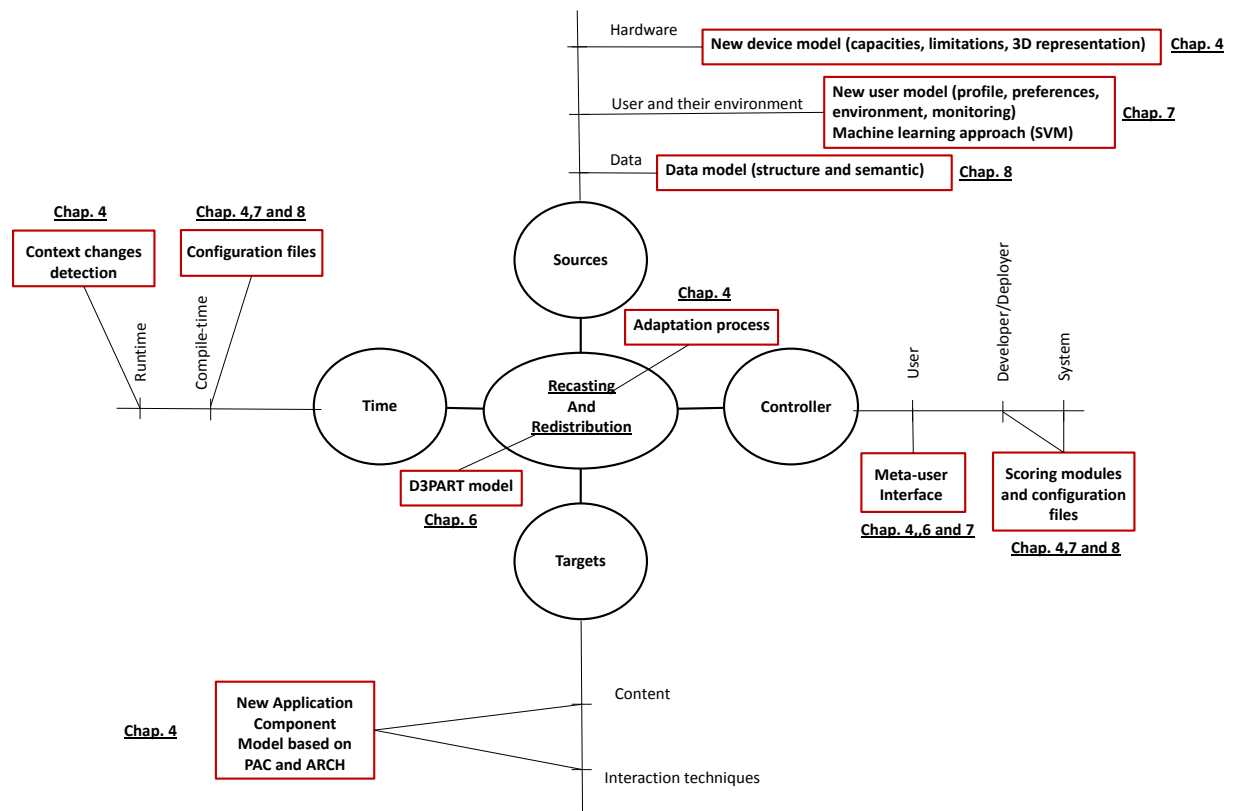 Hardware
New device model (capacities, limitations, 3D representation)
Chap. 4
User and their environment
New user model (profile, preferences,
environment, monitoring)
Machine learning approach (SVM)
Chap. 7
Data
Data model (structure and semantic)
Chap. 8
Chap. 4
Context changes
detection
Chap. 4,7 and 8
Configuration files
Runtime
Compile-time
Sources
Chap. 4
Adaptation process
Time
Recasting
And
Redistribution
Controller
User
Developer/Deployer
System
D3PART model
Chap. 6
Meta-user
Interface
Chap. 4,,6 and 7
Scoring modules
and configuration
files
Chap. 4,7 and 8
Targets
Content
Chap. 4
New Application
Component
Model based on
PAC and ARCH
Interaction techniques